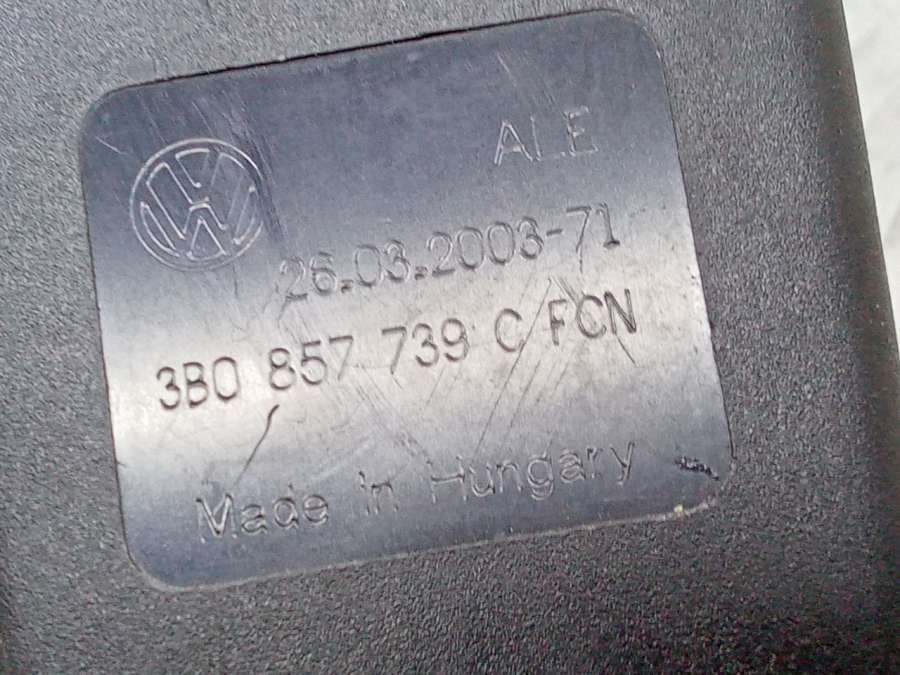 ALE
26.03.2003-71
3B0 857 739 C FCN
Made in Hungary